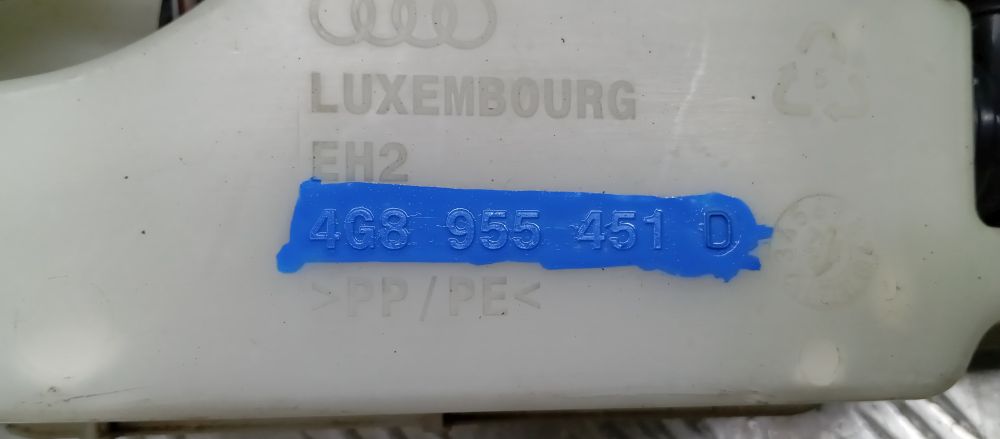 LUXEMBOURG
EH2
4G8 955 451 D
>PP/PE<